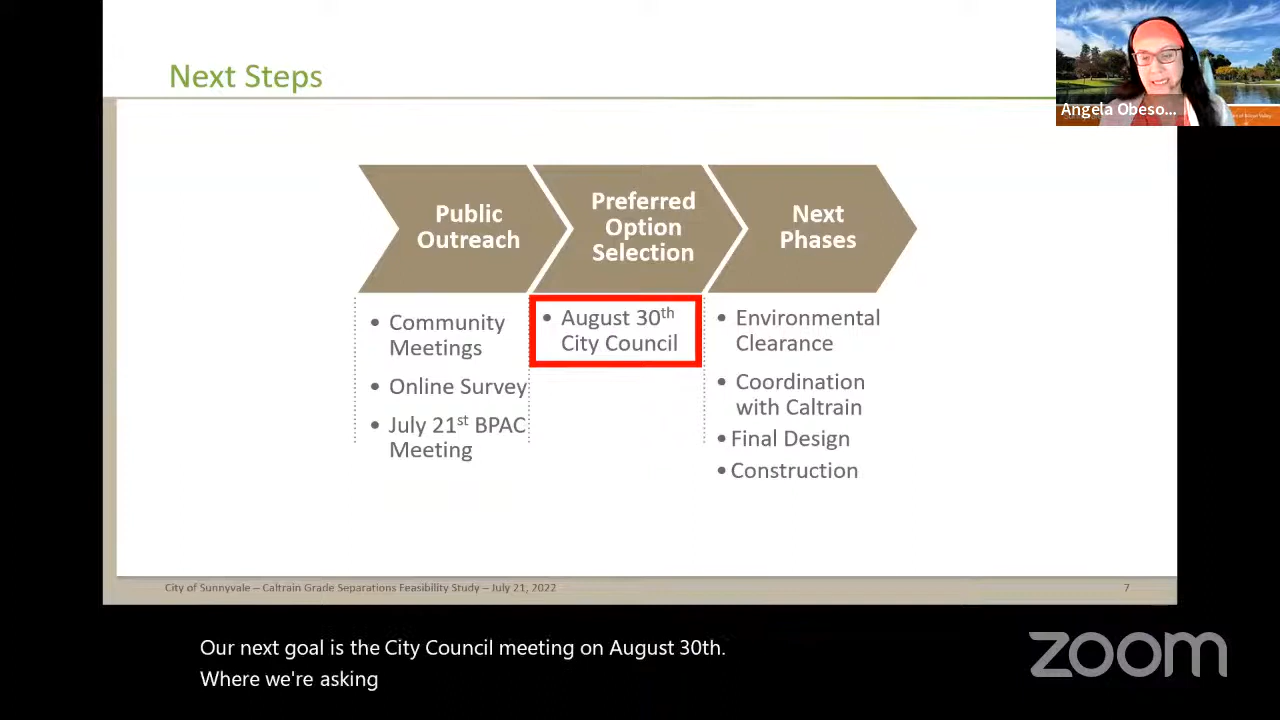 Next Steps
Angela Obeso...
Public
Outreach
Preferred
Option
Selection
Next
Phases
• Community
Meetings
• Online Survey
• July 21st BPAC
Meeting
• August 30th
City Council
• Environmental
Clearance
• Coordination
with Caltrain
• Final Design
• Construction
City of Sunnyvale – Caltrain Grade Separations Feasibility Study – July 21, 2022
7
Our next goal is the City Council meeting on August 30th.
Where we're asking
zoom